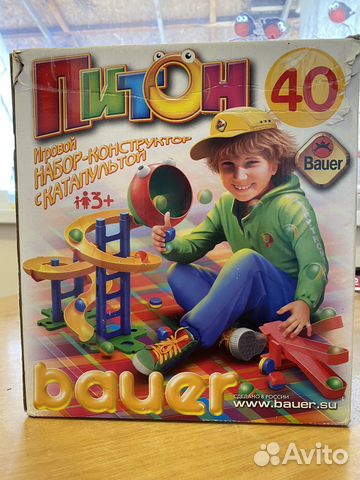 ПИТОН
40
Игровой
НАБОР-КОНСТРУКТОР
С КАТАПУЛЬТОЙ
3+
Bauer
bauer
СДЕЛАНО В РОССИИ
www.bauer.su
Avito